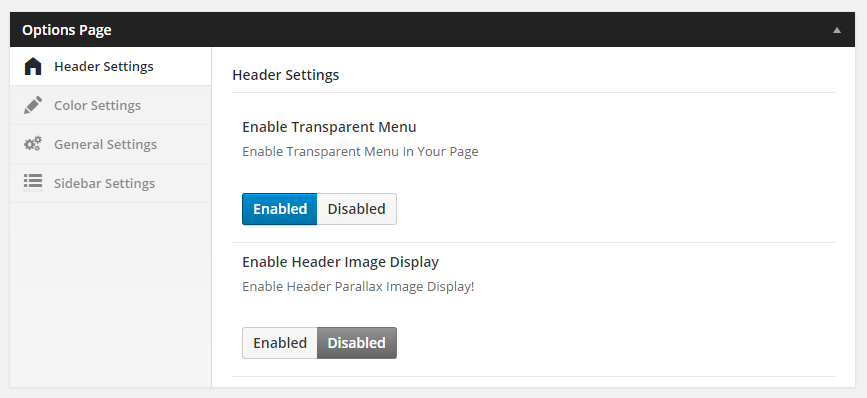 Options Page
Header Settings
Color Settings
General Settings
Sidebar Settings
Header Settings
Enable Transparent Menu
Enable Transparent Menu In Your Page
Enabled Disabled
Enable Header Image Display
Enable Header Parallax Image Display!
Enabled Disabled